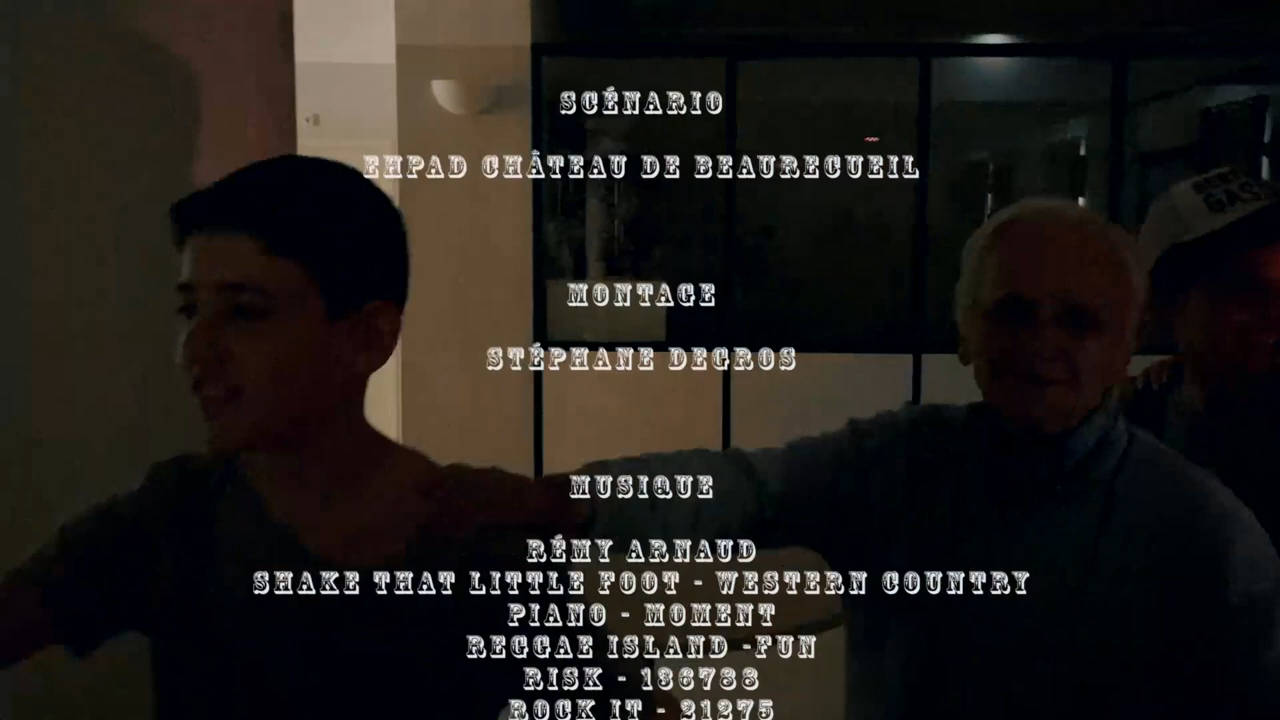 SCÉNARIO
EHPAD CHÂTEAU DE BEAURECUEIL
MONTAGE
STÉPHANE DEGROS
MUSIQUE
RÉMY ARNAUD
SHAKE THAT LITTLE FOOT - WESTERN COUNTRY
PIANO - MOMENT
REGGAE ISLAND -FUN
RISK - 136788
ROCK IT - 21275